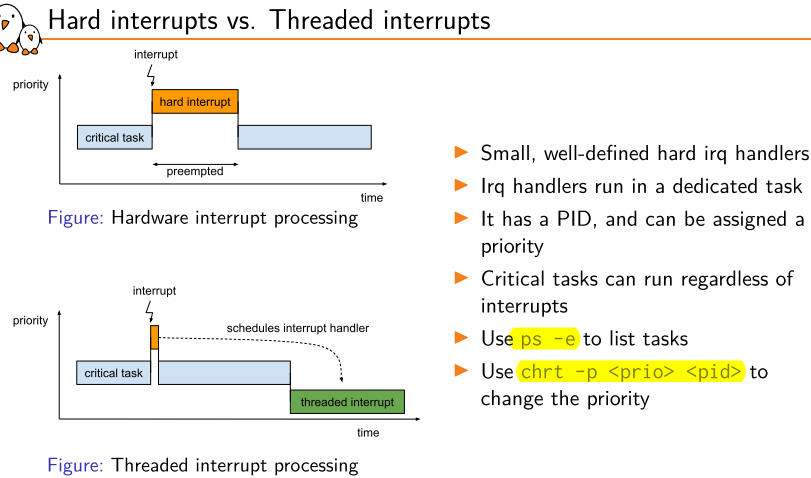 Hard interrupts vs. Threaded interrupts
interrupt
priority
hard interrupt
critical task
preempted
time
Figure: Hardware interrupt processing
interrupt
priority
schedules interrupt handler
critical task
threaded interrupt
time
Figure: Threaded interrupt processing
Small, well-defined hard irq handlers
Irq handlers run in a dedicated task
It has a PID, and can be assigned a
priority
Critical tasks can run regardless of
interrupts
Use ps -e to list tasks
Use chrt -p <prio> <pid> to
change the priority